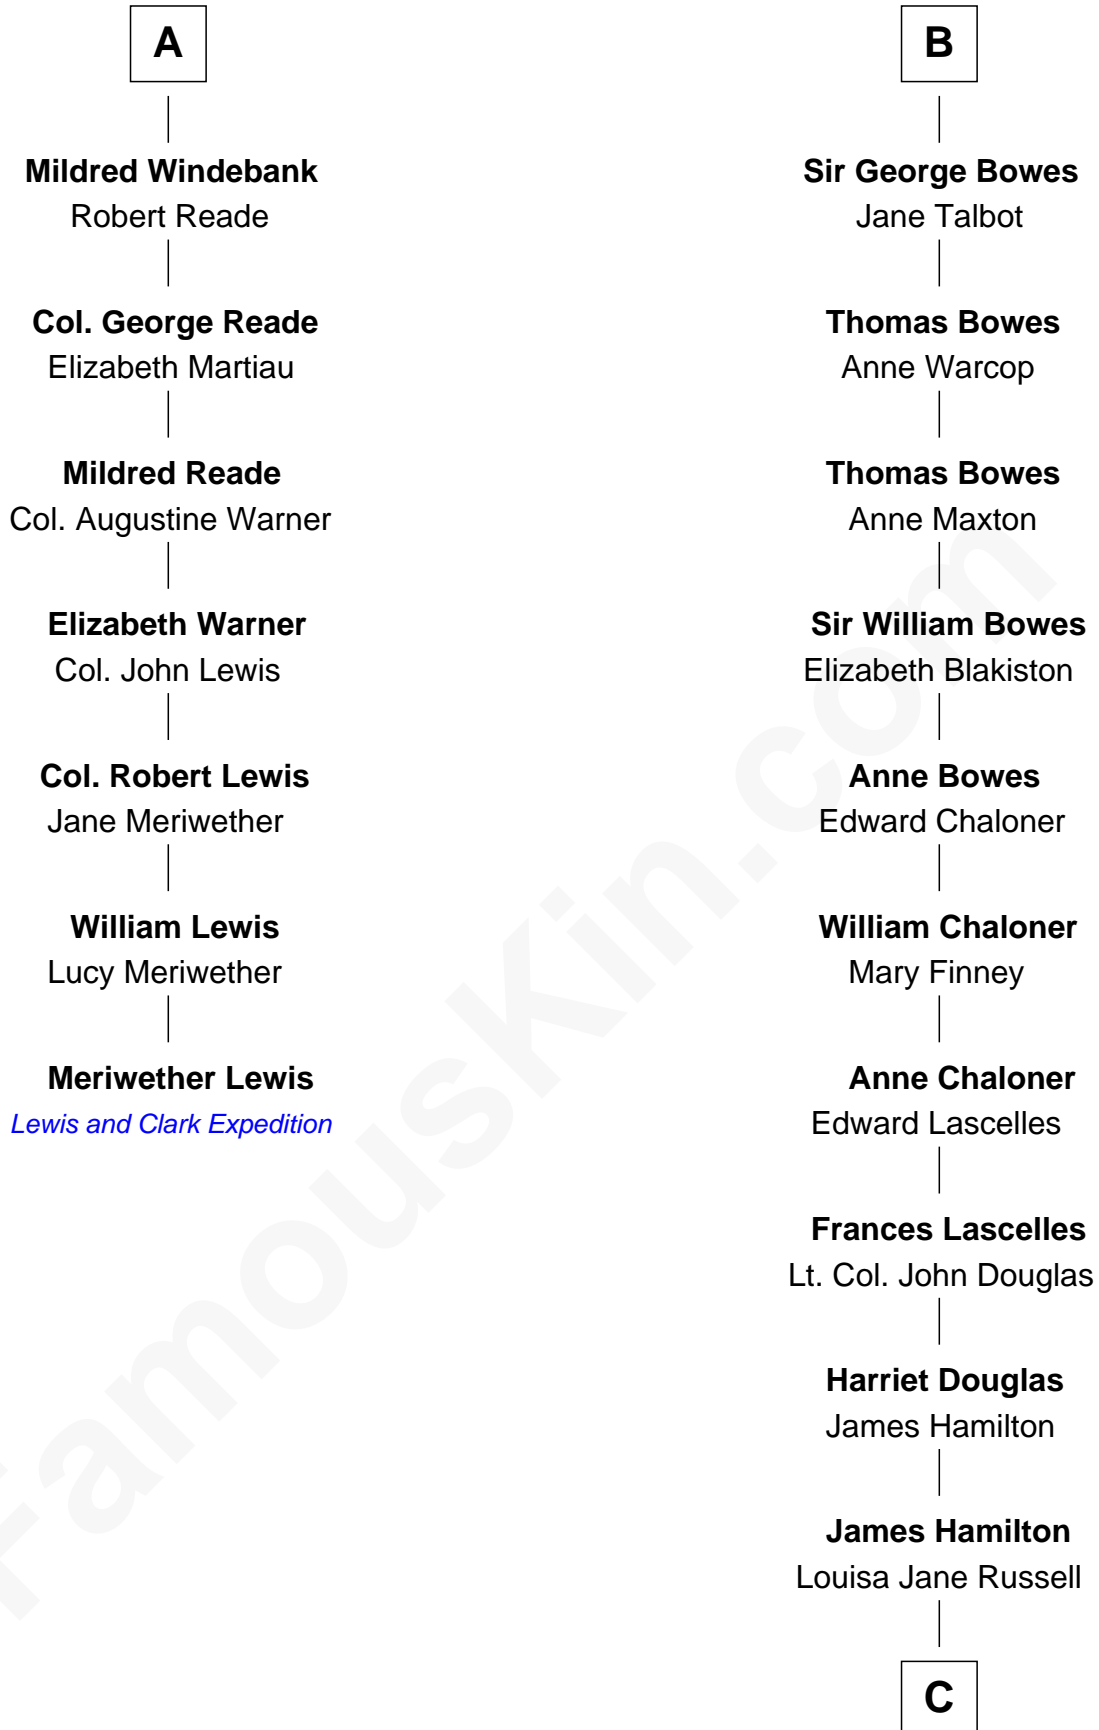 A
Mildred Windebank
Robert Reade
Col. George Reade
Elizabeth Martiau
Mildred Reade
Col. Augustine Warner
Elizabeth Warner
Col. John Lewis
Col. Robert Lewis
Jane Meriwether
William Lewis
Lucy Meriwether
Meriwether Lewis
Lewis and Clark Expedition
B
Sir George Bowes
Jane Talbot
Thomas Bowes
Anne Warcop
Thomas Bowes
Anne Maxton
Sir William Bowes
Elizabeth Blakiston
Anne Bowes
Edward Chaloner
William Chaloner
Mary Finney
Anne Chaloner
Edward Lascelles
Frances Lascelles
Lt. Col. John Douglas
Harriet Douglas
James Hamilton
James Hamilton
Louisa Jane Russell
C
FamousKin.com